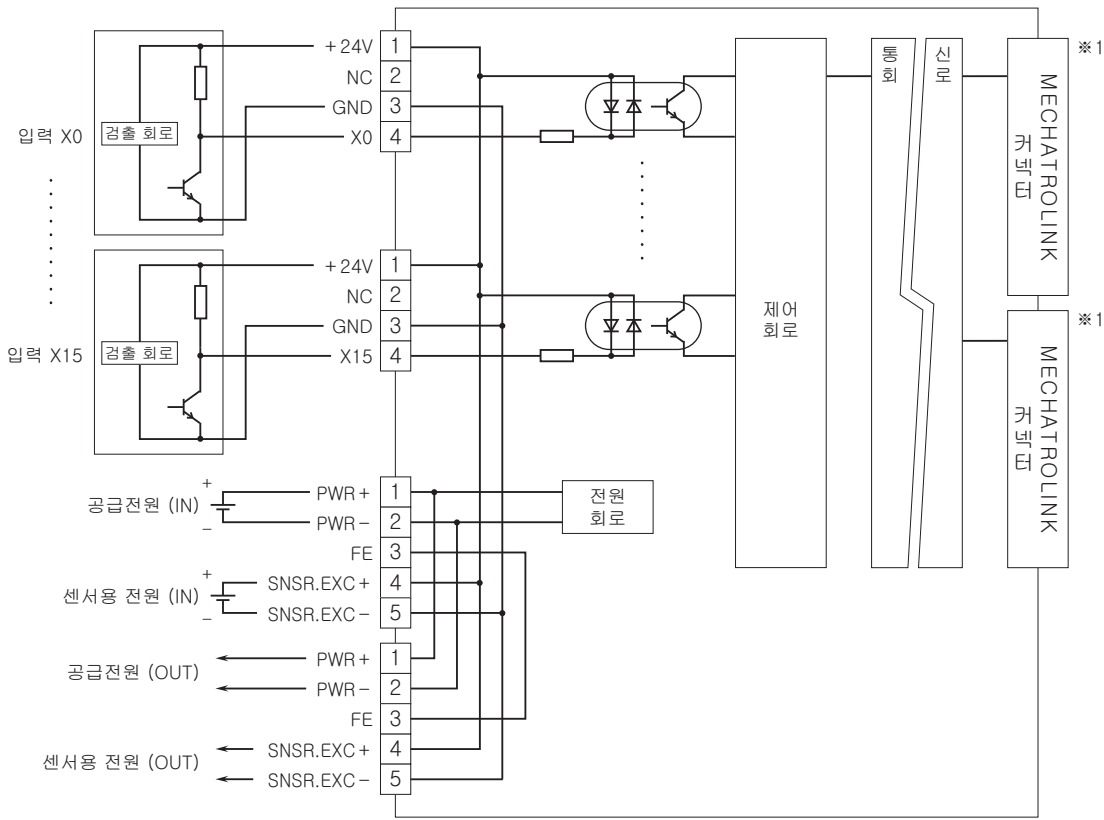 입력 X0
검출 회로
+24V 1
NC 2
GND 3
X0 4
입력 X15
검출 회로
+24V 1
NC 2
GND 3
X15 4
제어
회로
통신
회로
MECHATROLINK
커넥터
※1
MECHATROLINK
커넥터
※1
공급전원 (IN)
+
−
PWR+ 1
PWR− 2
FE 3
전원
회로
센서용 전원 (IN)
+
−
SNSR.EXC+ 4
SNSR.EXC− 5
공급전원 (OUT)
PWR+ 1
PWR− 2
FE 3
센서용 전원 (OUT)
SNSR.EXC+ 4
SNSR.EXC− 5